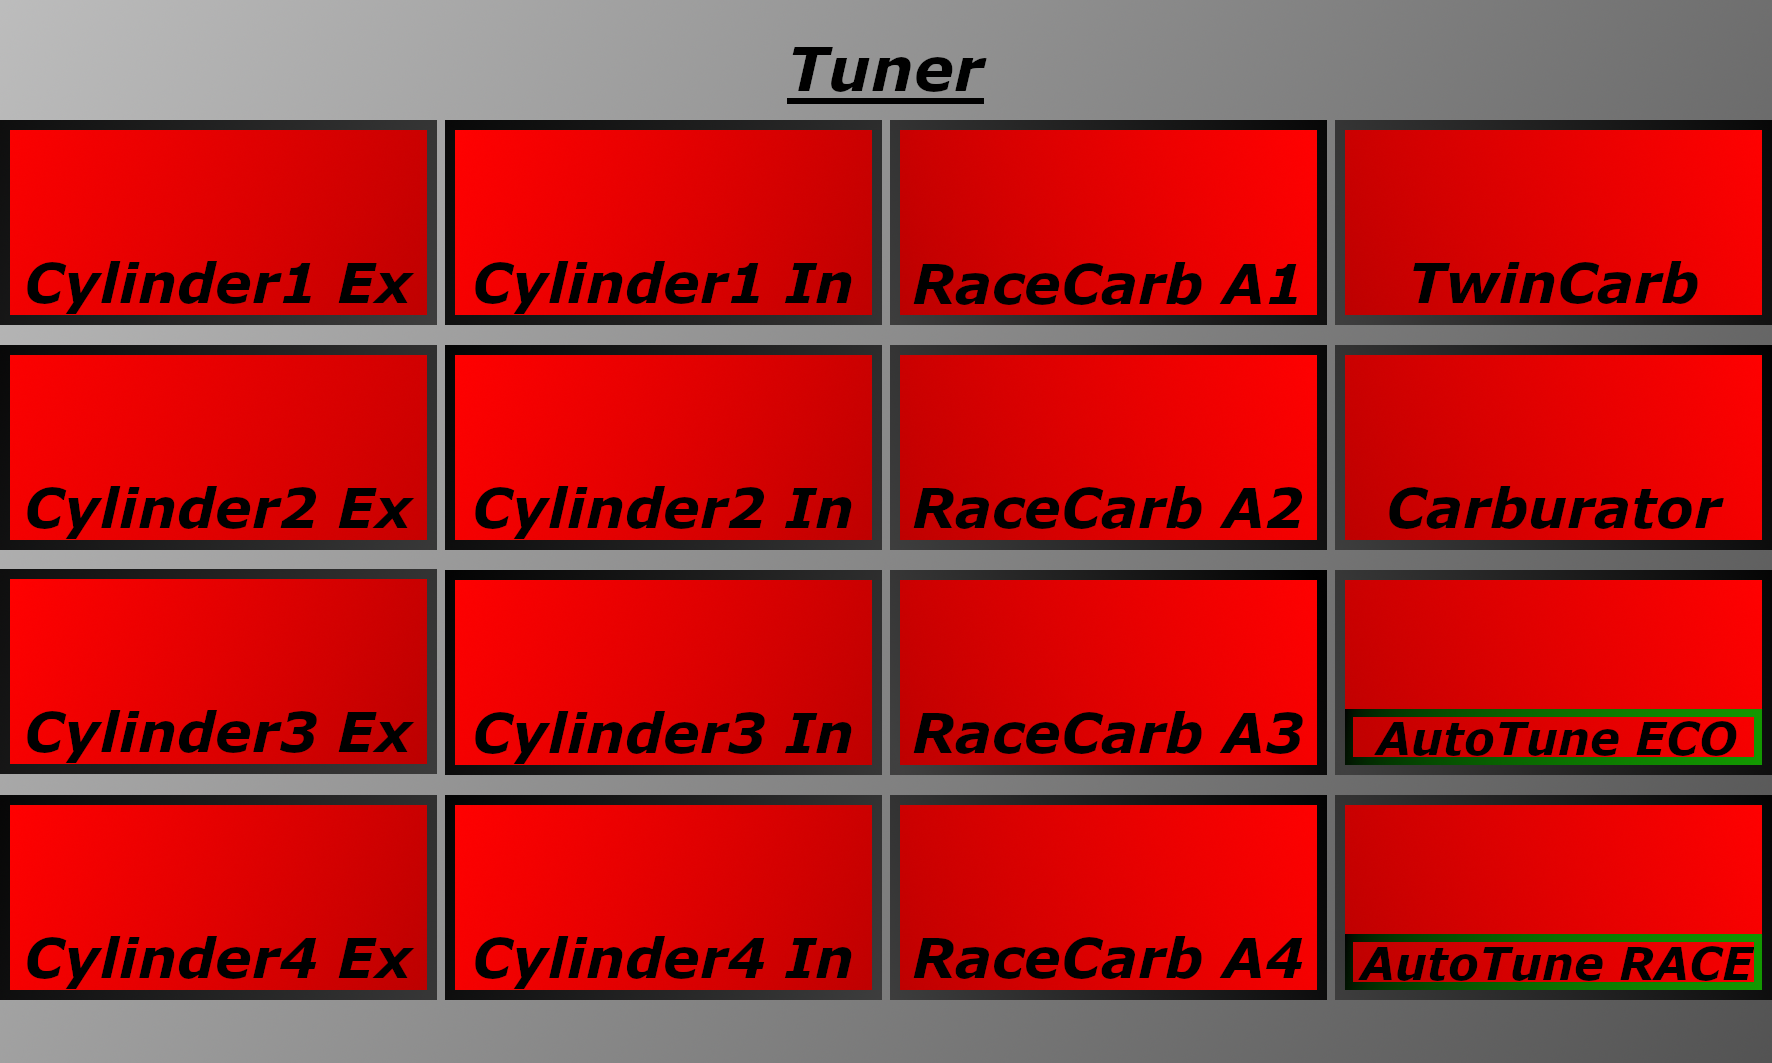 Tuner
Cylinder1 Ex
Cylinder1 In
RaceCarb A1
TwinCarb
Cylinder2 Ex
Cylinder2 In
RaceCarb A2
Carburator
Cylinder3 Ex
Cylinder3 In
RaceCarb A3
AutoTune ECO
Cylinder4 Ex
Cylinder4 In
RaceCarb A4
AutoTune RACE